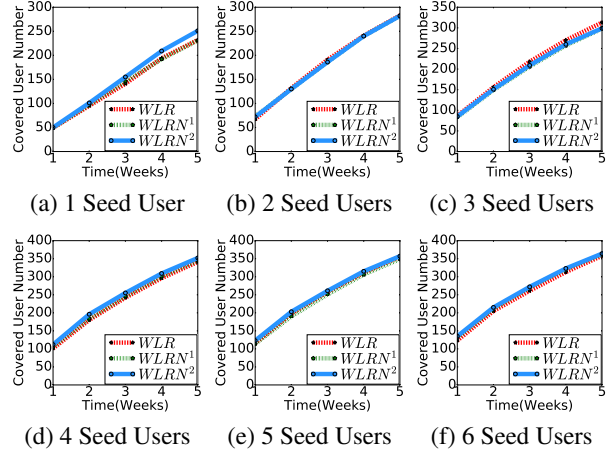 300
250
200
150
100
50
0
Covered User Number
1 2 3 4 5
Time(Weeks)
WLR
WLRN¹
WLRN²
(a) 1 Seed User
300
250
200
150
100
50
0
Covered User Number
1 2 3 4 5
Time(Weeks)
WLR
WLRN¹
WLRN²
(b) 2 Seed Users
350
300
250
200
150
100
50
0
Covered User Number
1 2 3 4 5
Time(Weeks)
WLR
WLRN¹
WLRN²
(c) 3 Seed Users
400
350
300
250
200
150
100
50
0
Covered User Number
1 2 3 4 5
Time(Weeks)
WLR
WLRN¹
WLRN²
(d) 4 Seed Users
400
350
300
250
200
150
100
50
0
Covered User Number
1 2 3 4 5
Time(Weeks)
WLR
WLRN¹
WLRN²
(e) 5 Seed Users
400
350
300
250
200
150
100
50
0
Covered User Number
1 2 3 4 5
Time(Weeks)
WLR
WLRN¹
WLRN²
(f) 6 Seed Users